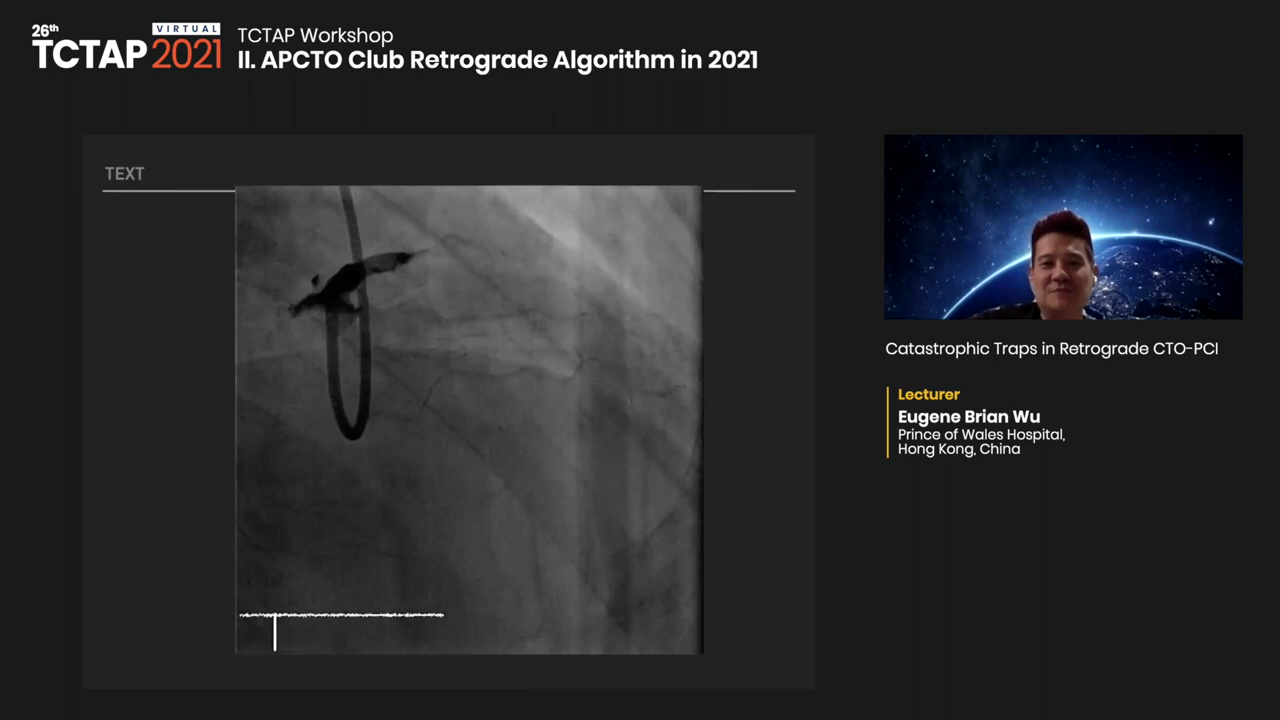 26th
VIRTUAL
TCTAP 2021
TCTAP Workshop
II. APCTO Club Retrograde Algorithm in 2021
TEXT
Catastrophic Traps in Retrograde CTO-PCI
Lecturer
Eugene Brian Wu
Prince of Wales Hospital,
Hong Kong, China